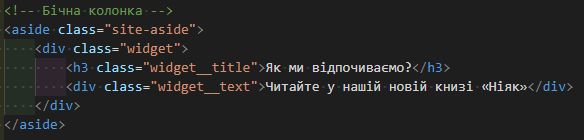 <!-- Бічна колонка -->
<aside class="site-aside">
<div class="widget">
<h3 class="widget__title">Як ми відпочиваємо?</h3>
<div class="widget__text">Читайте у нашій новій книзі «Ніяк»</div>
</div>
</aside>